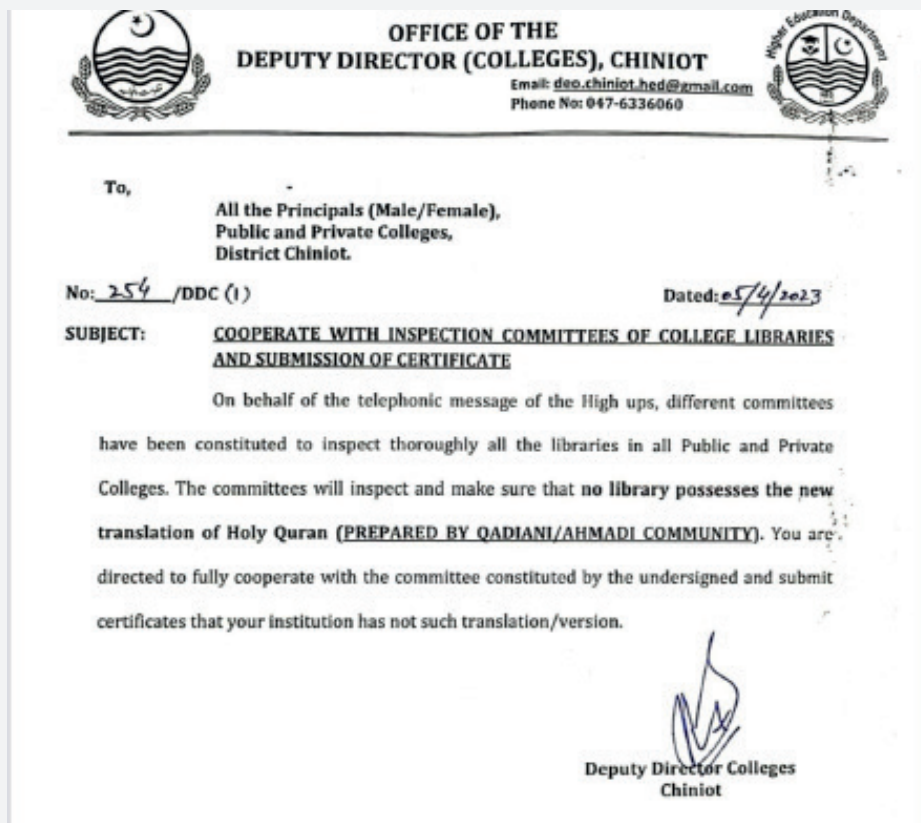 OFFICE OF THE
DEPUTY DIRECTOR (COLLEGES), CHINIOT
Email: deo.chiniot.hed@gmail.com
Phone No: 047-6336060
Higher Education Department
To,
All the Principals (Male/Female),
Public and Private Colleges,
District Chiniot.
No: 254 /DDC (1)
Dated: 05/4/2023
SUBJECT: COOPERATE WITH INSPECTION COMMITTEES OF COLLEGE LIBRARIES
AND SUBMISSION OF CERTIFICATE
On behalf of the telephonic message of the High ups, different committees
have been constituted to inspect thoroughly all the libraries in all Public and Private
Colleges. The committees will inspect and make sure that no library possesses the new
translation of Holy Quran (PREPARED BY QADIANI/AHMADI COMMUNITY). You are
directed to fully cooperate with the committee constituted by the undersigned and submit
certificates that your institution has not such translation/version.
Deputy Director Colleges
Chiniot